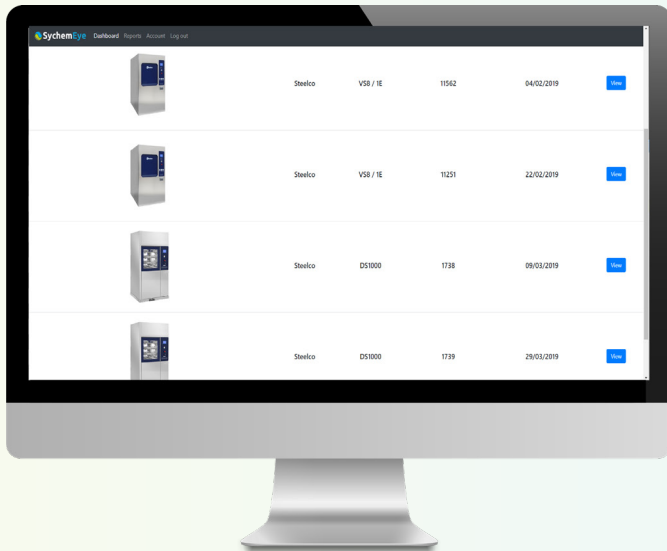 SychemEye Dashboard Reports Account Log out
Steelco VS8 / 1E 11562 04/02/2019 View
Steelco VS8 / 1E 11251 22/02/2019 View
Steelco DS1000 1738 09/03/2019 View
Steelco DS1000 1739 29/03/2019 View